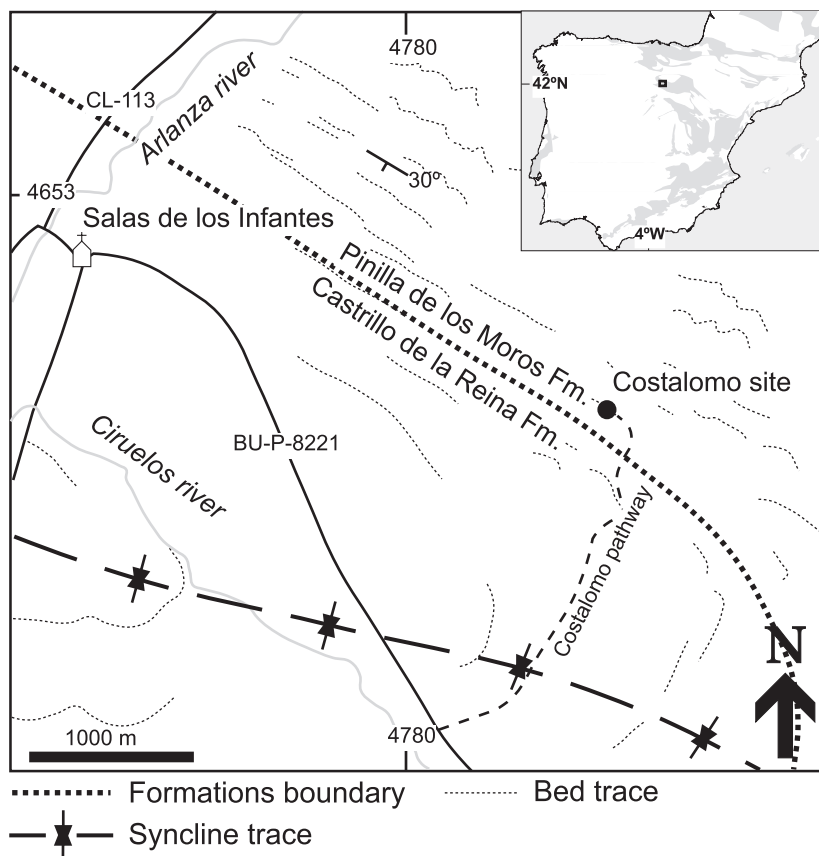 4780
42ºN
CL-113
Arlanza river
30º
4653
Salas de los Infantes
4ºW
Pinilla de los Moros Fm.
Castrillo de la Reina Fm.
Costalomo site
Ciruelos river
BU-P-8221
Costalomo pathway
N
4780
1000 m
Formations boundary
Bed trace
Syncline trace